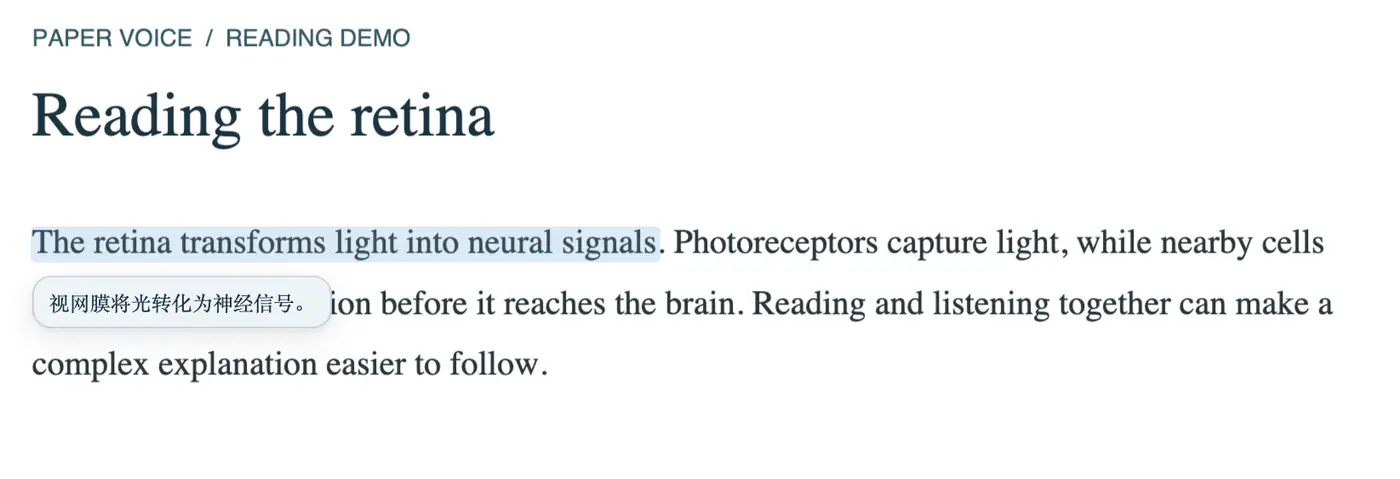 PAPER VOICE / READING DEMO
Reading the retina
The retina transforms light into neural signals. Photoreceptors capture light, while nearby cells
视网膜将光转化为神经信号。
before it reaches the brain. Reading and listening together can make a
complex explanation easier to follow.